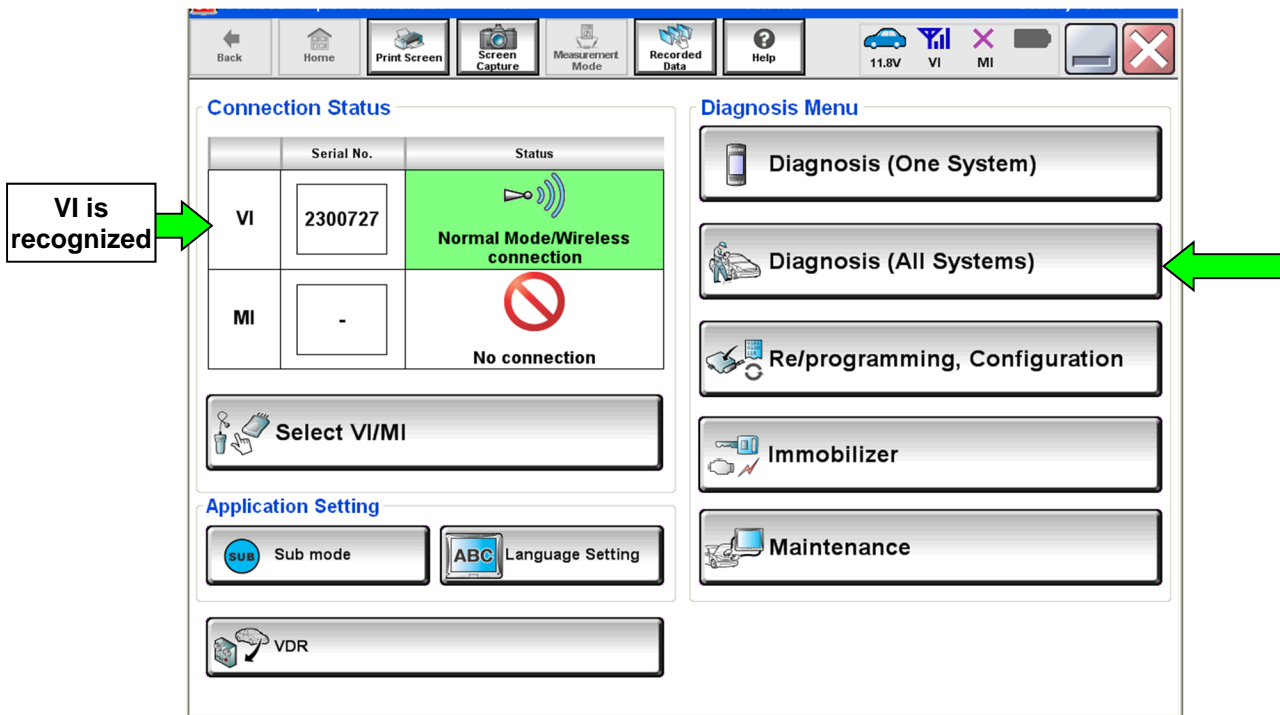 Back
Home
Print Screen
Screen
Capture
Measurement
Mode
Recorded
Data
Help
11.8V
VI
MI
Connection Status
Serial No.
Status
VI
2300727
Normal Mode/Wireless
connection
MI
-
No connection
Select VI/MI
Application Setting
SUB
Sub mode
ABC
Language Setting
VDR
Diagnosis Menu
Diagnosis (One System)
Diagnosis (All Systems)
Re/programming, Configuration
Immobilizer
Maintenance
VI is
recognized